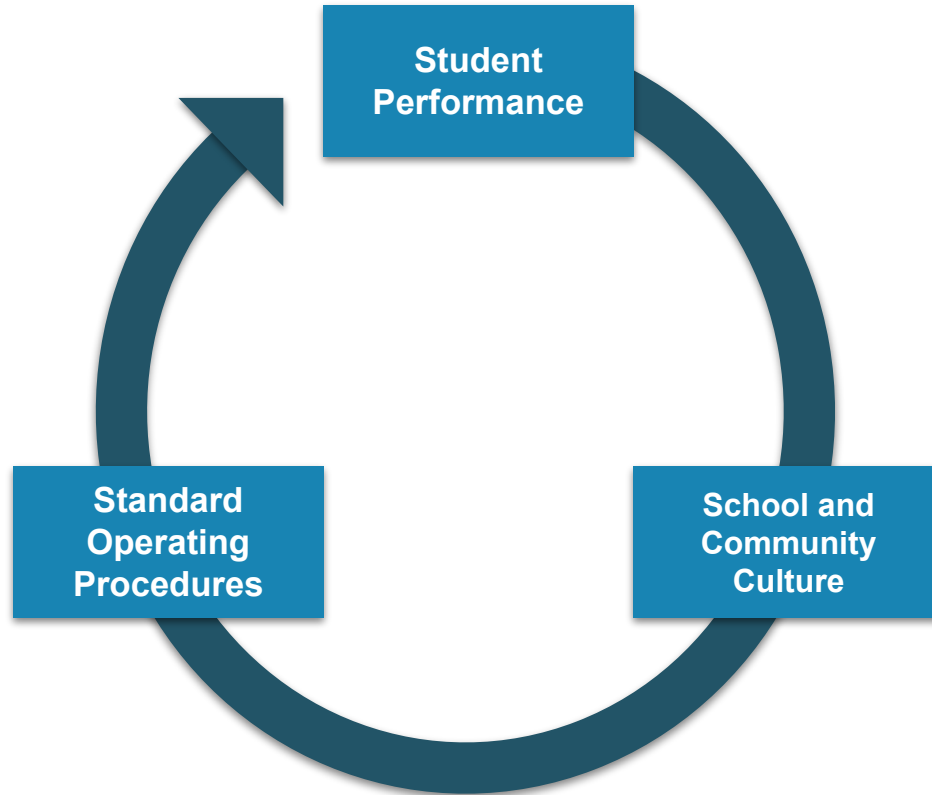 Student
Performance
School and
Community
Culture
Standard
Operating
Procedures